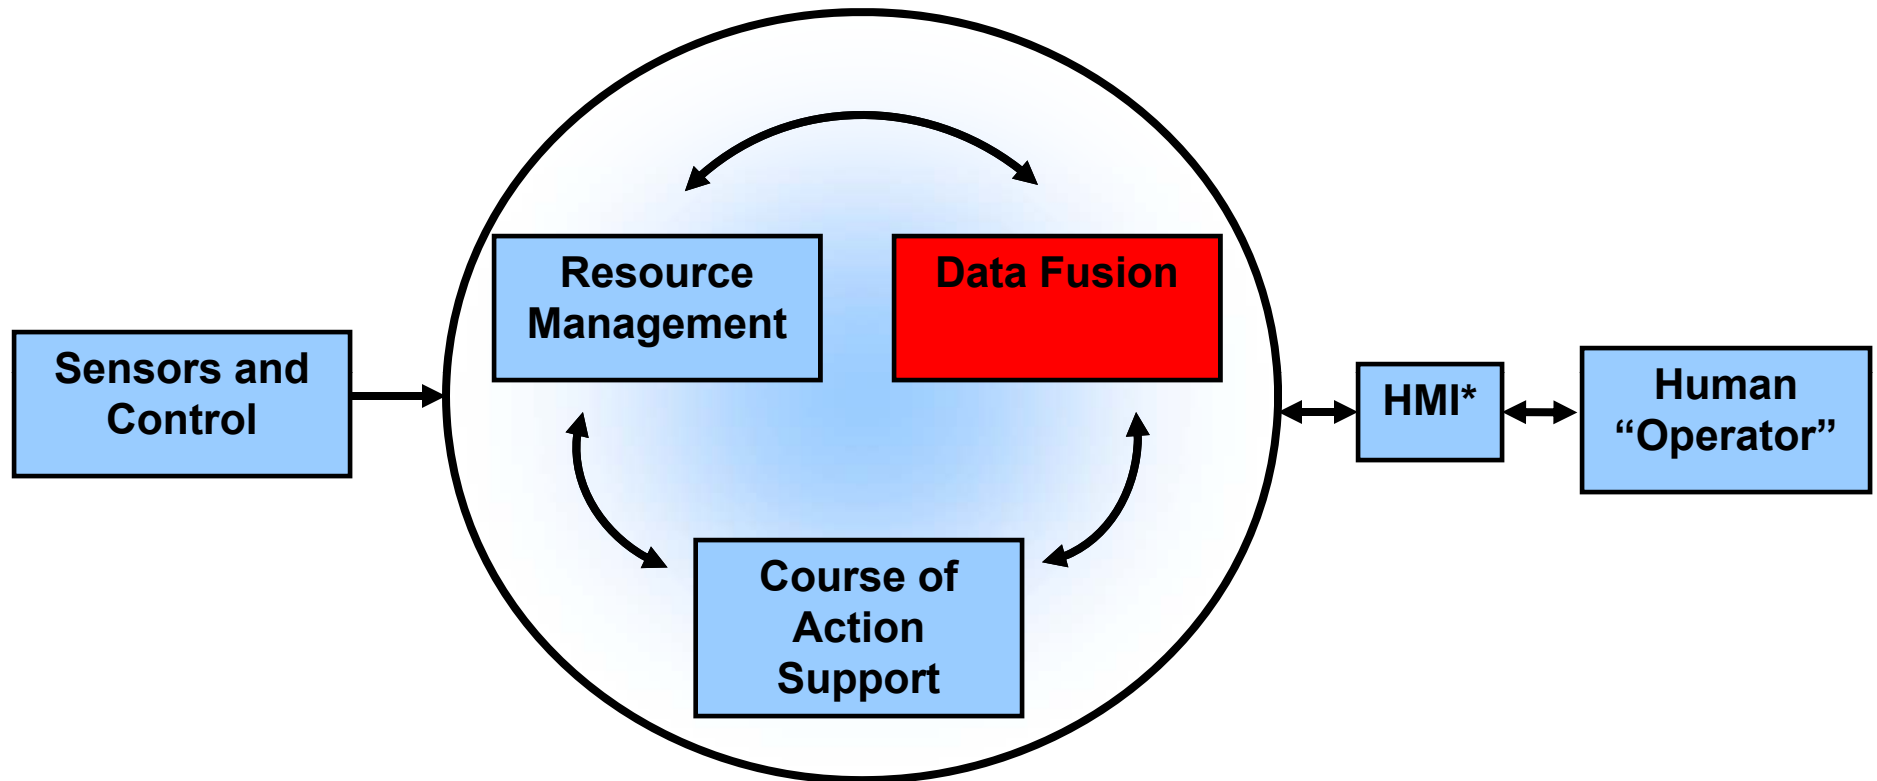 Resource
Management
Data Fusion
Sensors and
Control
HMI*
Human
“Operator”
Course of
Action
Support